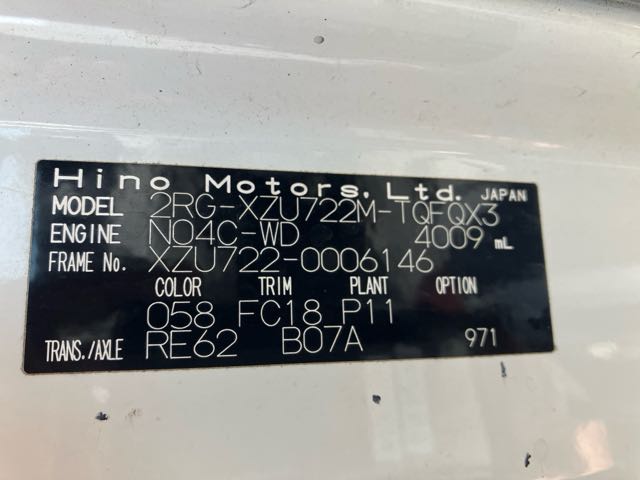 Hino Motors, Ltd. JAPAN
MODEL 2RG-XZU722M-TQFQX3
ENGINE N04C-WD 4009 mL
FRAME No. XZU722-0006146
COLOR TRIM PLANT OPTION
058 FC18 P11
TRANS./AXLE RE62 B07A 971